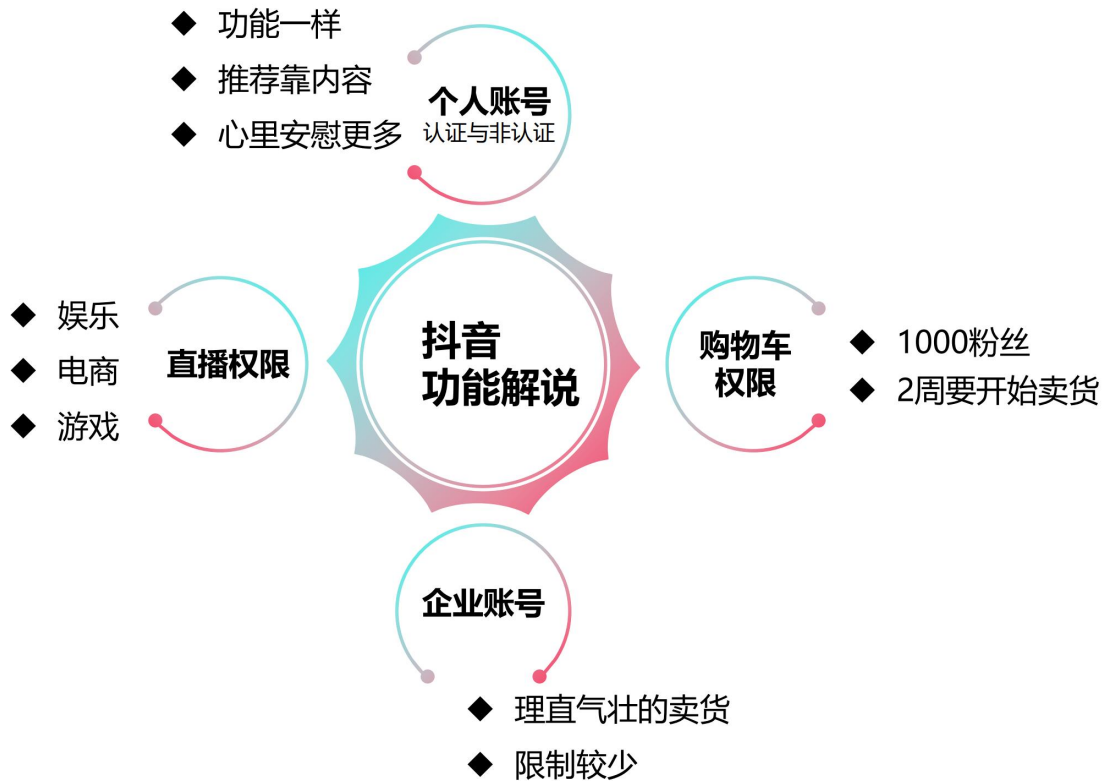 功能一样
推荐靠内容
心里安慰更多
个人账号
认证与非认证
娱乐
电商
游戏
直播权限
抖音
功能解说
购物车
权限
1000粉丝
2周要开始卖货
企业账号
理直气壮的卖货
限制较少